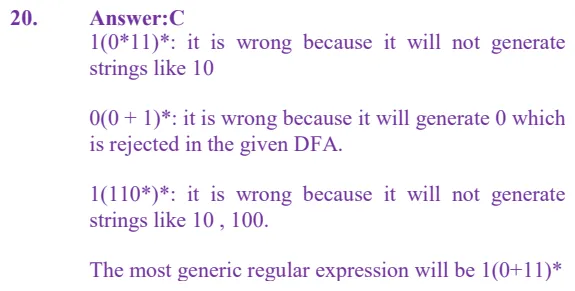 20. Answer:C
1(0*11)*: it is wrong because it will not generate
strings like 10
0(0 + 1)*: it is wrong because it will generate 0 which
is rejected in the given DFA.
1(110*)*: it is wrong because it will not generate
strings like 10 , 100.
The most generic regular expression will be 1(0+11)*